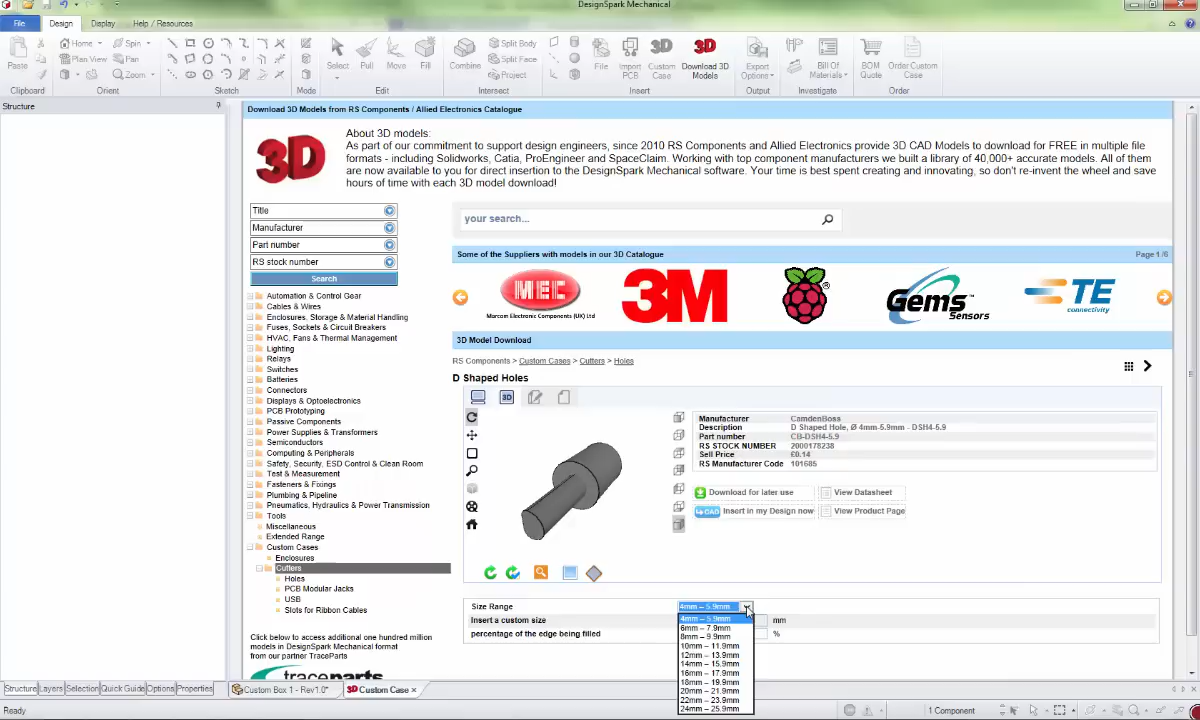 DesignSpark Mechanical
File
Design
Display
Help / Resources
Paste
Home
Spin
Plan View
Pan
Zoom
Select
Pull
Move
Fill
Combine
Split Body
Split Face
Project
File
Import PCB
Custom Case
Download 3D Models
Export Options
Bill Of Materials
BOM Quote
Order Custom Case
Clipboard
Orient
Sketch
Mode
Edit
Intersect
Insert
Output
Investigate
Order
Structure
Download 3D Models from RS Components / Allied Electronics Catalogue
3D
About 3D models:
As part of our commitment to support design engineers, since 2010 RS Components and Allied Electronics provide 3D CAD Models to download for FREE in multiple file
formats - including Solidworks, Catia, ProEngineer and SpaceClaim. Working with top component manufacturers we built a library of 40,000+ accurate models. All of them
are now available to you for direct insertion to the DesignSpark Mechanical software. Your time is best spent creating and innovating, so don't re-invent the wheel and save
hours of time with each 3D model download!
Title
Manufacturer
Part number
RS stock number
Search
your search...
Some of the Suppliers with models in our 3D Catalogue
Page 1/6
MEC
Marcom Electronic Components (UK) Ltd
3M
Gems Sensors
TE connectivity
3D Model Download
Automation & Control Gear
Cables & Wires
Enclosures, Storage & Material Handling
Fuses, Sockets & Circuit Breakers
HVAC, Fans & Thermal Management
Lighting
Relays
Switches
Batteries
Connectors
Displays & Optoelectronics
PCB Prototyping
Passive Components
Power Supplies & Transformers
Semiconductors
Computing & Peripherals
Safety, Security, ESD Control & Clean Room
Test & Measurement
Fasteners & Fixings
Plumbing & Pipeline
Pneumatics, Hydraulics & Power Transmission
Tools
Miscellaneous
Extended Range
Custom Cases
Enclosures
Cutters
Holes
PCB Modular Jacks
USB
Slots for Ribbon Cables
Click below to access additional one hundred million
models in DesignSpark Mechanical format
from our partner TraceParts
traceparts
RS Components > Custom Cases > Cutters > Holes
D Shaped Holes
3D
Manufacturer CamdenBoss
Description D Shaped Hole, Ø 4mm-5.9mm - DSH4-5.9
Part number CB-DSH4-5.9
RS STOCK NUMBER 2000178238
Sell Price £0.14
RS Manufacturer Code 101685
Download for later use
View Datasheet
CAD Insert in my Design now
View Product Page
Size Range 4mm – 5.9mm
Insert a custom size mm
percentage of the edge being filled %
4mm – 5.9mm
6mm – 7.9mm
8mm – 9.9mm
10mm – 11.9mm
12mm – 13.9mm
14mm – 15.9mm
16mm – 17.9mm
18mm – 19.9mm
20mm – 21.9mm
22mm – 23.9mm
24mm – 25.9mm
Structure
Layers
Selection
Quick Guide
Options
Properties
Custom Box 1 - Rev1.0*
3D Custom Case
Ready
1 Component